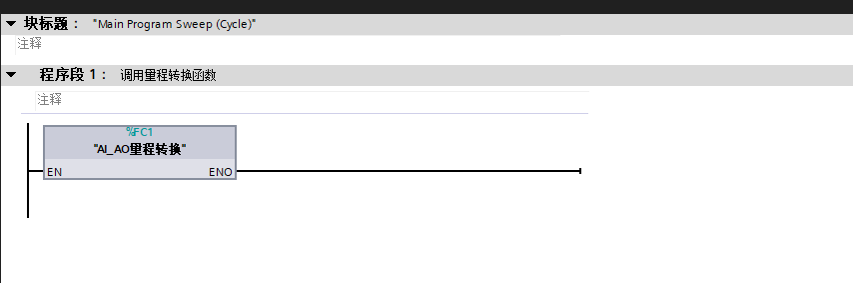 块标题： "Main Program Sweep (Cycle)"
注释
程序段 1： 调用量程转换函数
注释
%FC1
"AI_AO量程转换"
EN ENO